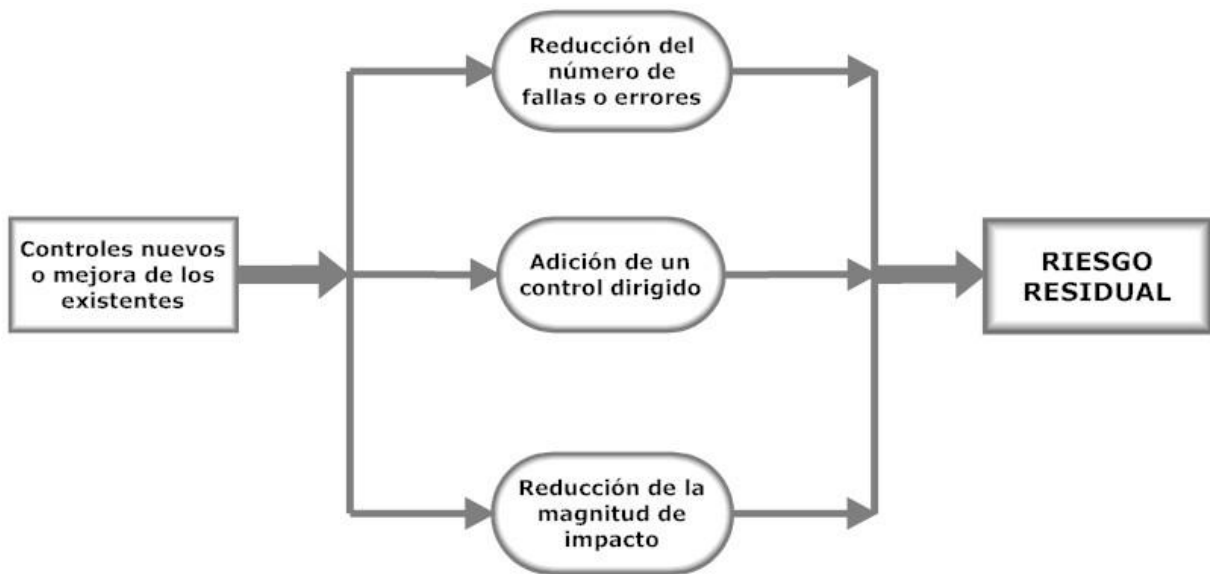 Reducción del
número de
fallas o errores
Controles nuevos
o mejora de los
existentes
Adición de un
control dirigido
RIESGO
RESIDUAL
Reducción de la
magnitud de
impacto